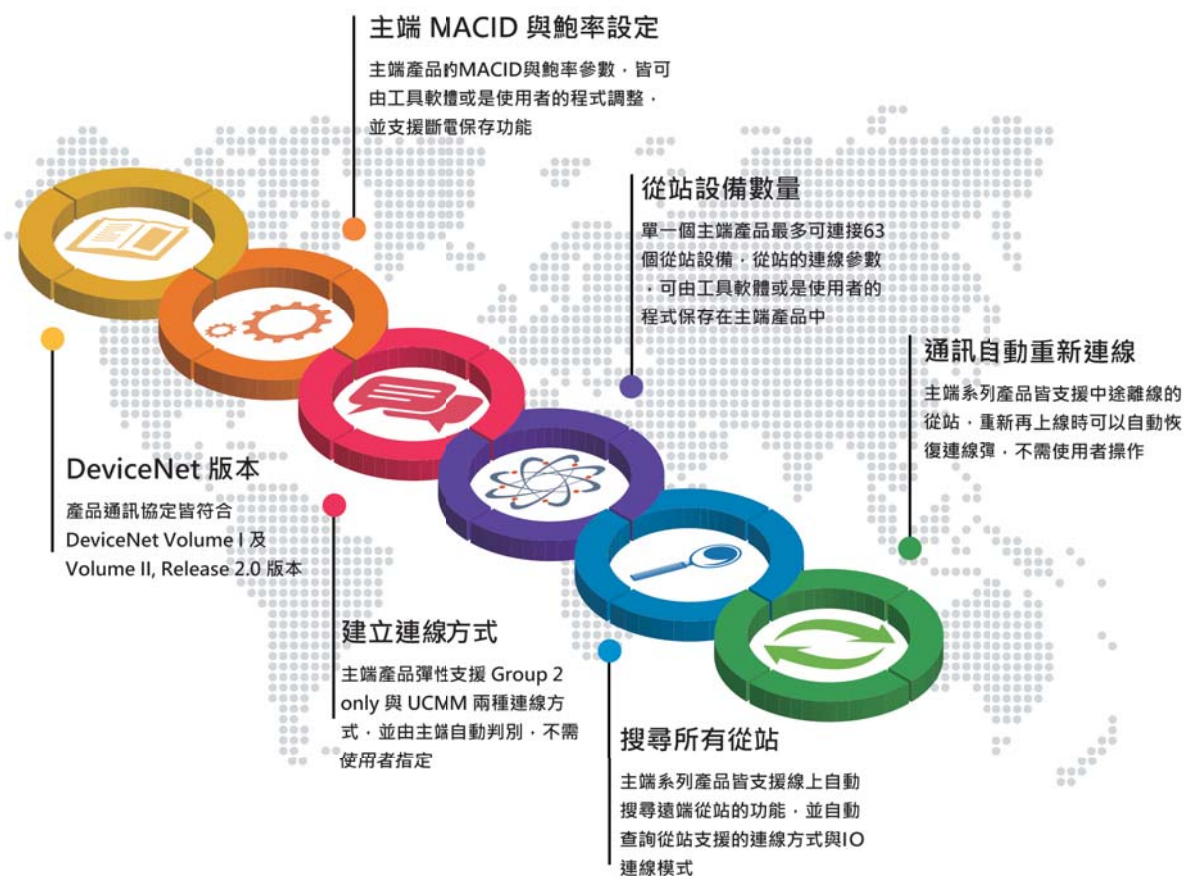 主端 MACID 與鮑率設定
主端產品的MACID與鮑率參數，皆可
由工具軟體或是使用者的程式調整，
並支援斷電保存功能
從站設備數量
單一個主端產品最多可連接63
個從站設備，從站的連線參數
，可由工具軟體或是使用者的
程式保存在主端產品中
通訊自動重新連線
主端系列產品皆支援中途離線的
從站，重新再上線時可以自動恢
復連線彈，不需使用者操作
DeviceNet 版本
產品通訊協定皆符合
DeviceNet Volume I 及
Volume II, Release 2.0 版本
建立連線方式
主端產品彈性支援 Group 2
only 與 UCMM 兩種連線方
式，並由主端自動判別，不需
使用者指定
搜尋所有從站
主端系列產品皆支援線上自動
搜尋遠端從站的功能，並自動
查詢從站支援的連線方式與IO
連線模式